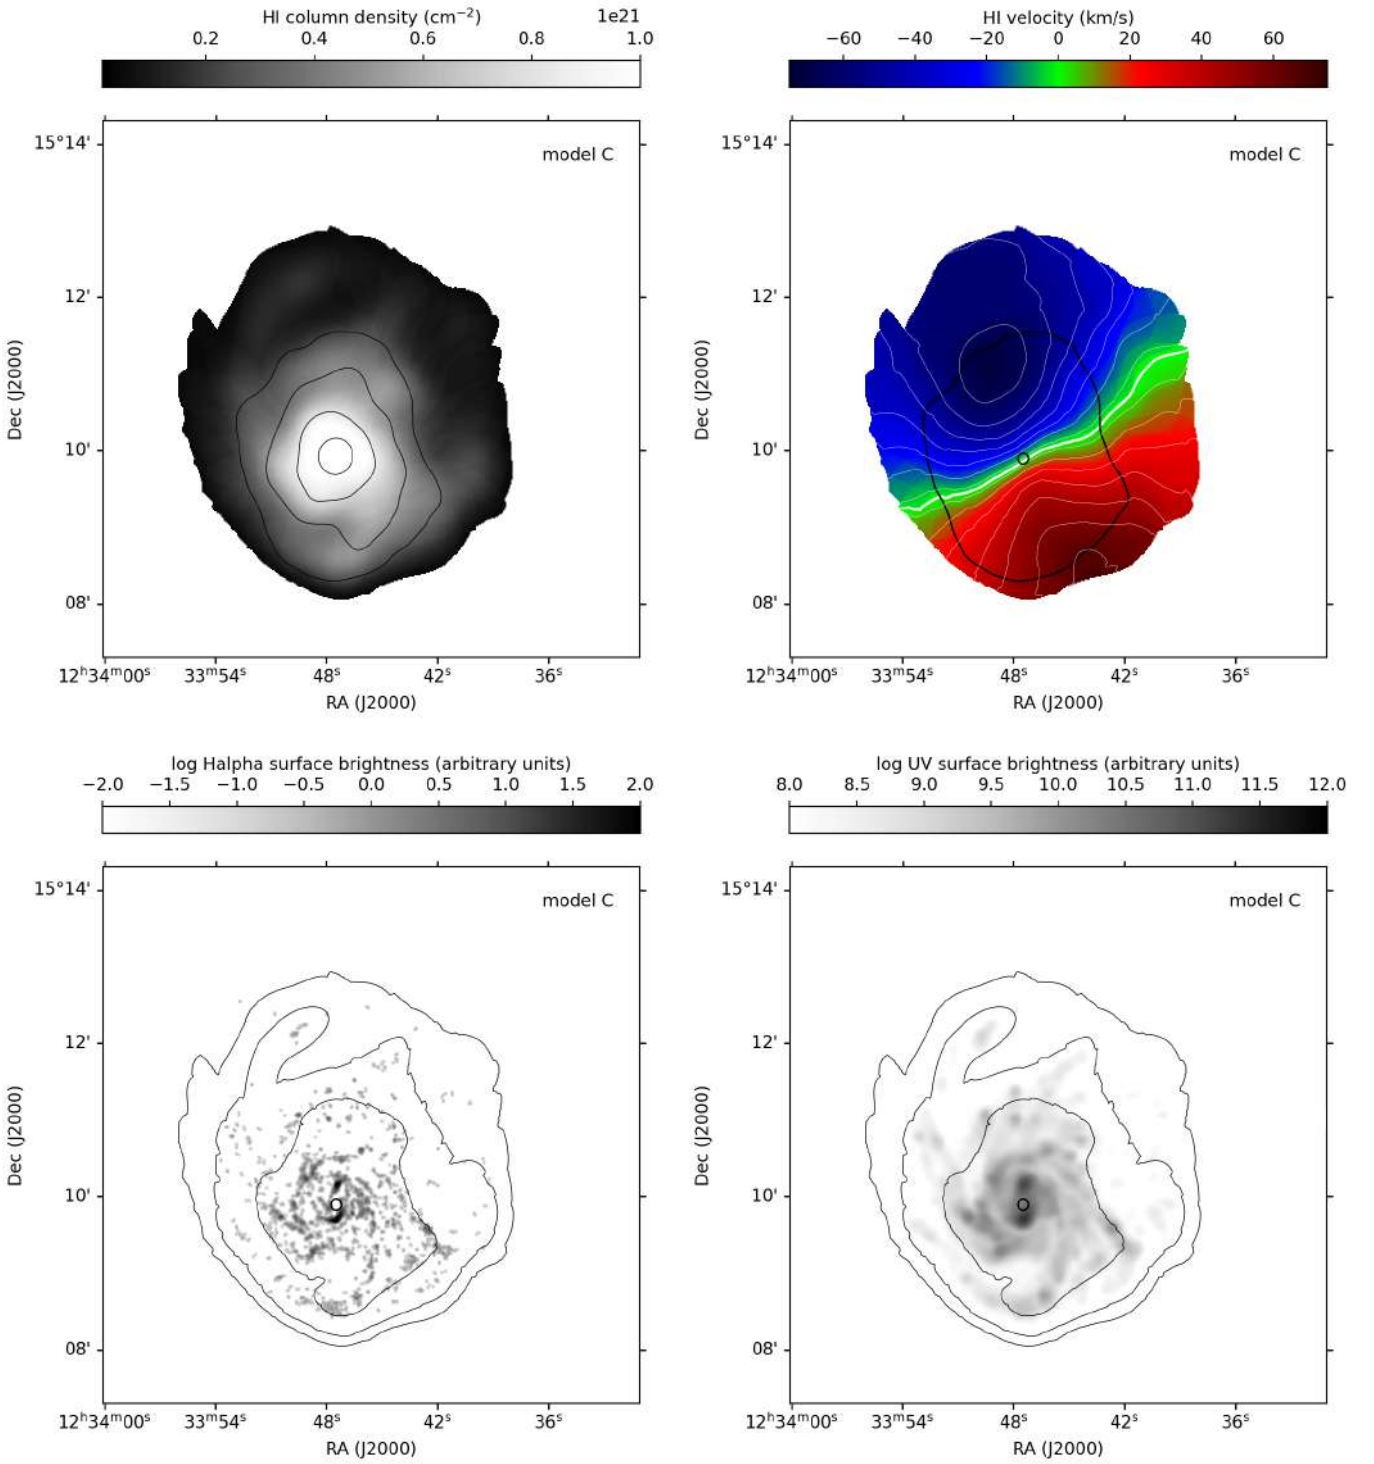 HI column density (cm⁻²) 1e21
0.2 0.4 0.6 0.8 1.0
HI velocity (km/s)
−60 −40 −20 0 20 40 60
model C
15°14'
12'
10'
08'
Dec (J2000)
12ʰ34ᵐ00ˢ 33ᵐ54ˢ 48ˢ 42ˢ 36ˢ
RA (J2000)
model C
Dec (J2000)
12ʰ34ᵐ00ˢ 33ᵐ54ˢ 48ˢ 42ˢ 36ˢ
RA (J2000)
log Halpha surface brightness (arbitrary units)
−2.0 −1.5 −1.0 −0.5 0.0 0.5 1.0 1.5 2.0
log UV surface brightness (arbitrary units)
8.0 8.5 9.0 9.5 10.0 10.5 11.0 11.5 12.0
model C
15°14'
12'
10'
08'
Dec (J2000)
12ʰ34ᵐ00ˢ 33ᵐ54ˢ 48ˢ 42ˢ 36ˢ
RA (J2000)
model C
15°14'
12'
10'
08'
Dec (J2000)
12ʰ34ᵐ00ˢ 33ᵐ54ˢ 48ˢ 42ˢ 36ˢ
RA (J2000)